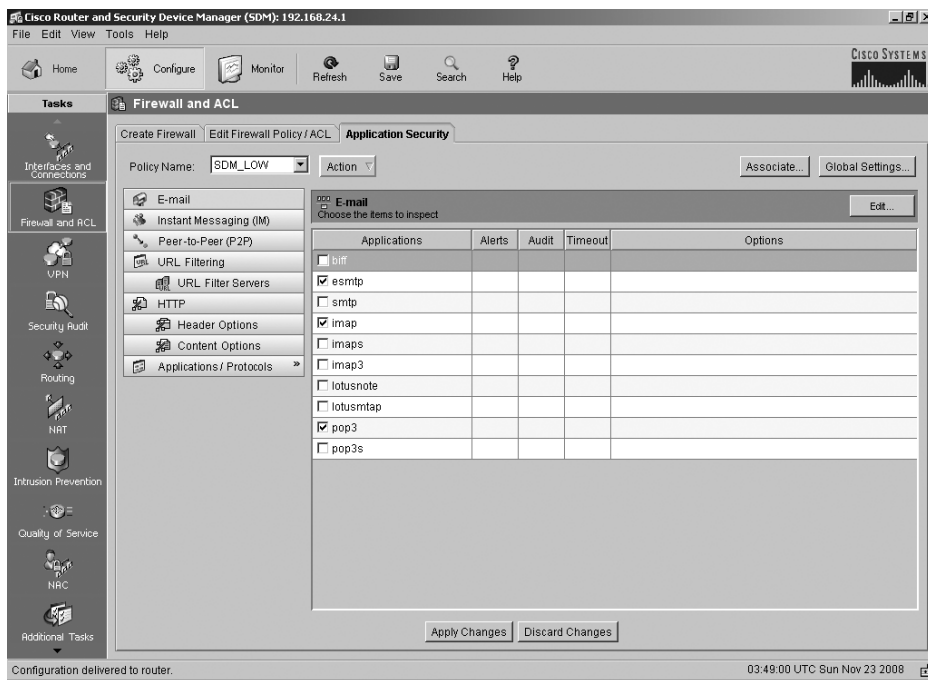 Cisco Router and Security Device Manager (SDM): 192.168.24.1
File Edit View Tools Help
Home Configure Monitor Refresh Save Search Help
CISCO SYSTEMS
Tasks
Firewall and ACL
Create Firewall Edit Firewall Policy / ACL Application Security
Policy Name: SDM_LOW Action Associate... Global Settings...
Interfaces and Connections
Firewall and ACL
VPN
Security Audit
Routing
NAT
Intrusion Prevention
Quality of Service
NAC
Additional Tasks
E-mail
Instant Messaging (IM)
Peer-to-Peer (P2P)
URL Filtering
URL Filter Servers
HTTP
Header Options
Content Options
Applications / Protocols »
E-mail
Choose the items to inspect
Edit...
Applications Alerts Audit Timeout Options
biff
esmtp
smtp
imap
imaps
imap3
lotusnote
lotusmtap
pop3
pop3s
Apply Changes Discard Changes
Configuration delivered to router. 03:49:00 UTC Sun Nov 23 2008